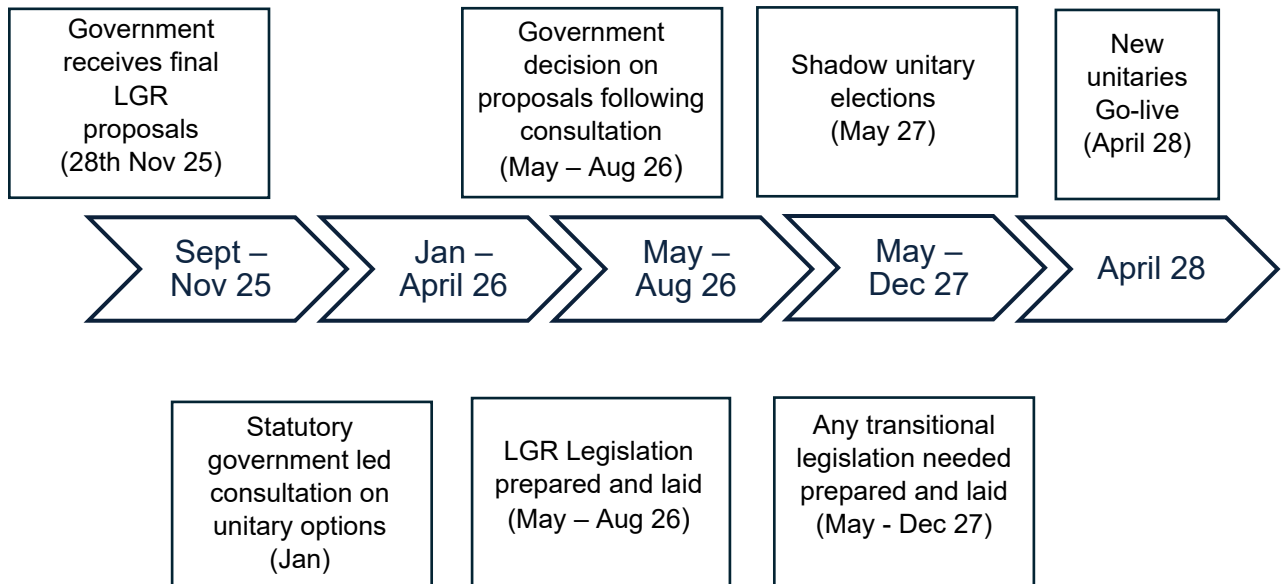 Government
receives final
LGR
proposals
(28th Nov 25)
Government
decision on
proposals following
consultation
(May – Aug 26)
Shadow unitary
elections
(May 27)
New
unitaries
Go-live
(April 28)
Sept –
Nov 25
Jan –
April 26
May –
Aug 26
May –
Dec 27
April 28
Statutory
government led
consultation on
unitary options
(Jan)
LGR Legislation
prepared and laid
(May – Aug 26)
Any transitional
legislation needed
prepared and laid
(May - Dec 27)